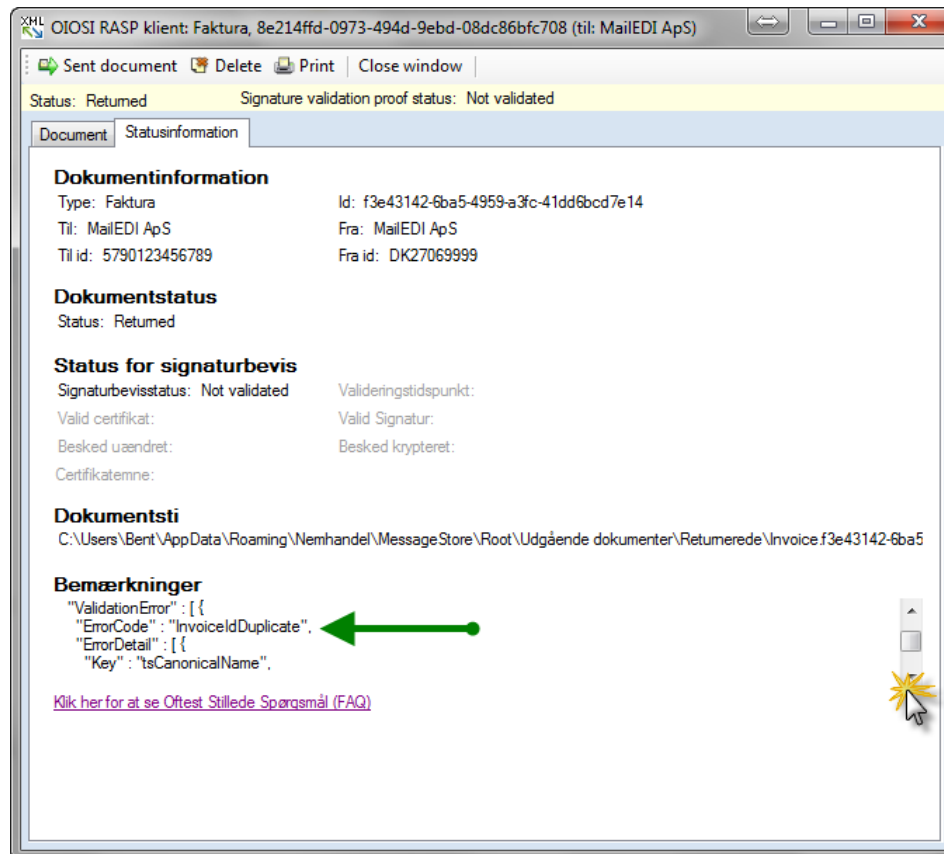 OIOSI RASP klient: Faktura, 8e214ffd-0973-494d-9ebd-08dc86bfc708 (til: MailEDI ApS)
Sent document Delete Print Close window
Status: Returned Signature validation proof status: Not validated
Document Statusinformation
Dokumentinformation
Type: Faktura Id: f3e43142-6ba5-4959-a3fc-41dd6bcd7e14
Til: MailEDI ApS Fra: MailEDI ApS
Til id: 5790123456789 Fra id: DK27069999
Dokumentstatus
Status: Returned
Status for signaturbevis
Signaturbevisstatus: Not validated Valideringstidspunkt:
Valid certifikat: Valid Signatur:
Besked uændret: Besked krypteret:
Certifikatemne:
Dokumentsti
C:\Users\Bent\AppData\Roaming\Nemhandel\MessageStore\Root\Udgående dokumenter\Returnerede\Invoice.f3e43142-6ba5
Bemærkninger
"ValidationError" : [ {
"ErrorCode" : "InvoiceIdDuplicate",
"ErrorDetail" : [ {
"Key" : "tsCanonicalName",
Klik her for at se Oftest Stillede Spørgsmål (FAQ)